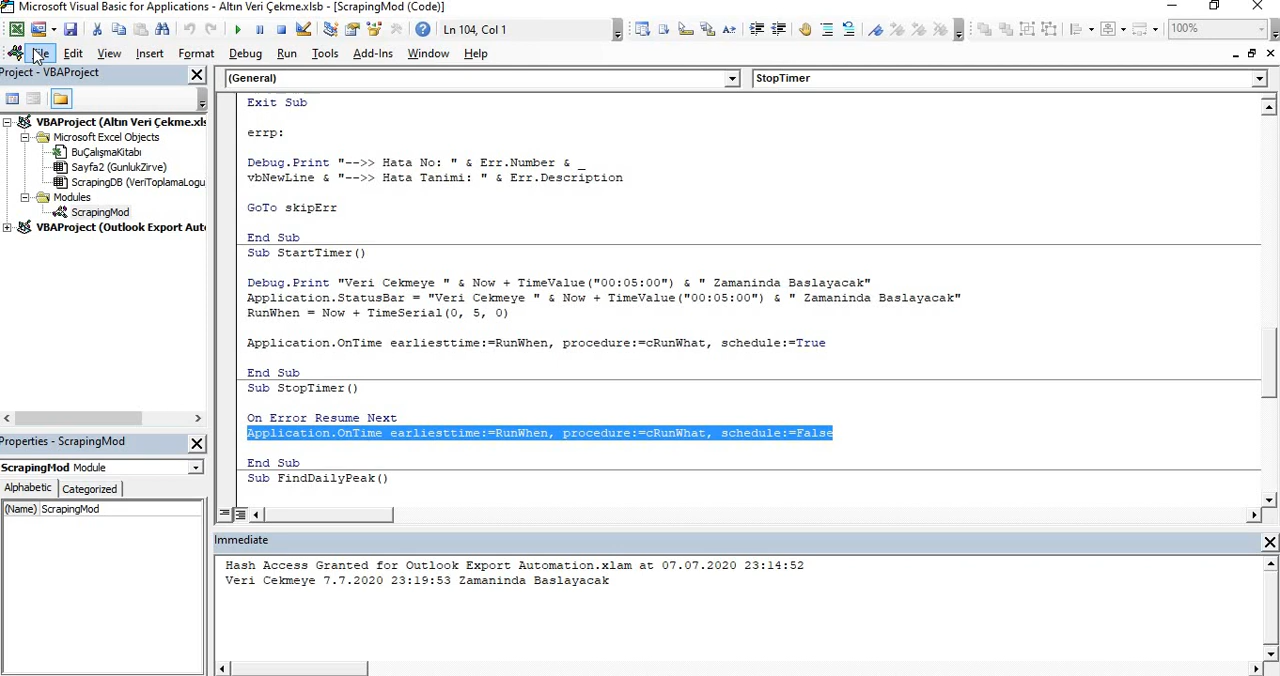 Microsoft Visual Basic for Applications - Altın Veri Çekme.xlsb - [ScrapingMod (Code)]
Ln 104, Col 1
100%
File Edit View Insert Format Debug Run Tools Add-Ins Window Help
Project - VBAProject
(General)
StopTimer
VBAProject (Altın Veri Çekme.xls
Microsoft Excel Objects
BuÇalışmaKitabı
Sayfa2 (GunlukZirve)
ScrapingDB (VeriToplamaLogu
Modules
ScrapingMod
VBAProject (Outlook Export Auto
Exit Sub
errp:
Debug.Print "-->> Hata No: " & Err.Number & _
vbNewLine & "-->> Hata Tanimi: " & Err.Description
GoTo skipErr
End Sub
Sub StartTimer()
Debug.Print "Veri Cekmeye " & Now + TimeValue("00:05:00") & " Zamaninda Baslayacak"
Application.StatusBar = "Veri Cekmeye " & Now + TimeValue("00:05:00") & " Zamaninda Baslayacak"
RunWhen = Now + TimeSerial(0, 5, 0)
Application.OnTime earliesttime:=RunWhen, procedure:=cRunWhat, schedule:=True
End Sub
Sub StopTimer()
On Error Resume Next
Application.OnTime earliesttime:=RunWhen, procedure:=cRunWhat, schedule:=False
End Sub
Sub FindDailyPeak()
Properties - ScrapingMod
ScrapingMod Module
Alphabetic Categorized
(Name) ScrapingMod
Immediate
Hash Access Granted for Outlook Export Automation.xlam at 07.07.2020 23:14:52
Veri Cekmeye 7.7.2020 23:19:53 Zamaninda Baslayacak